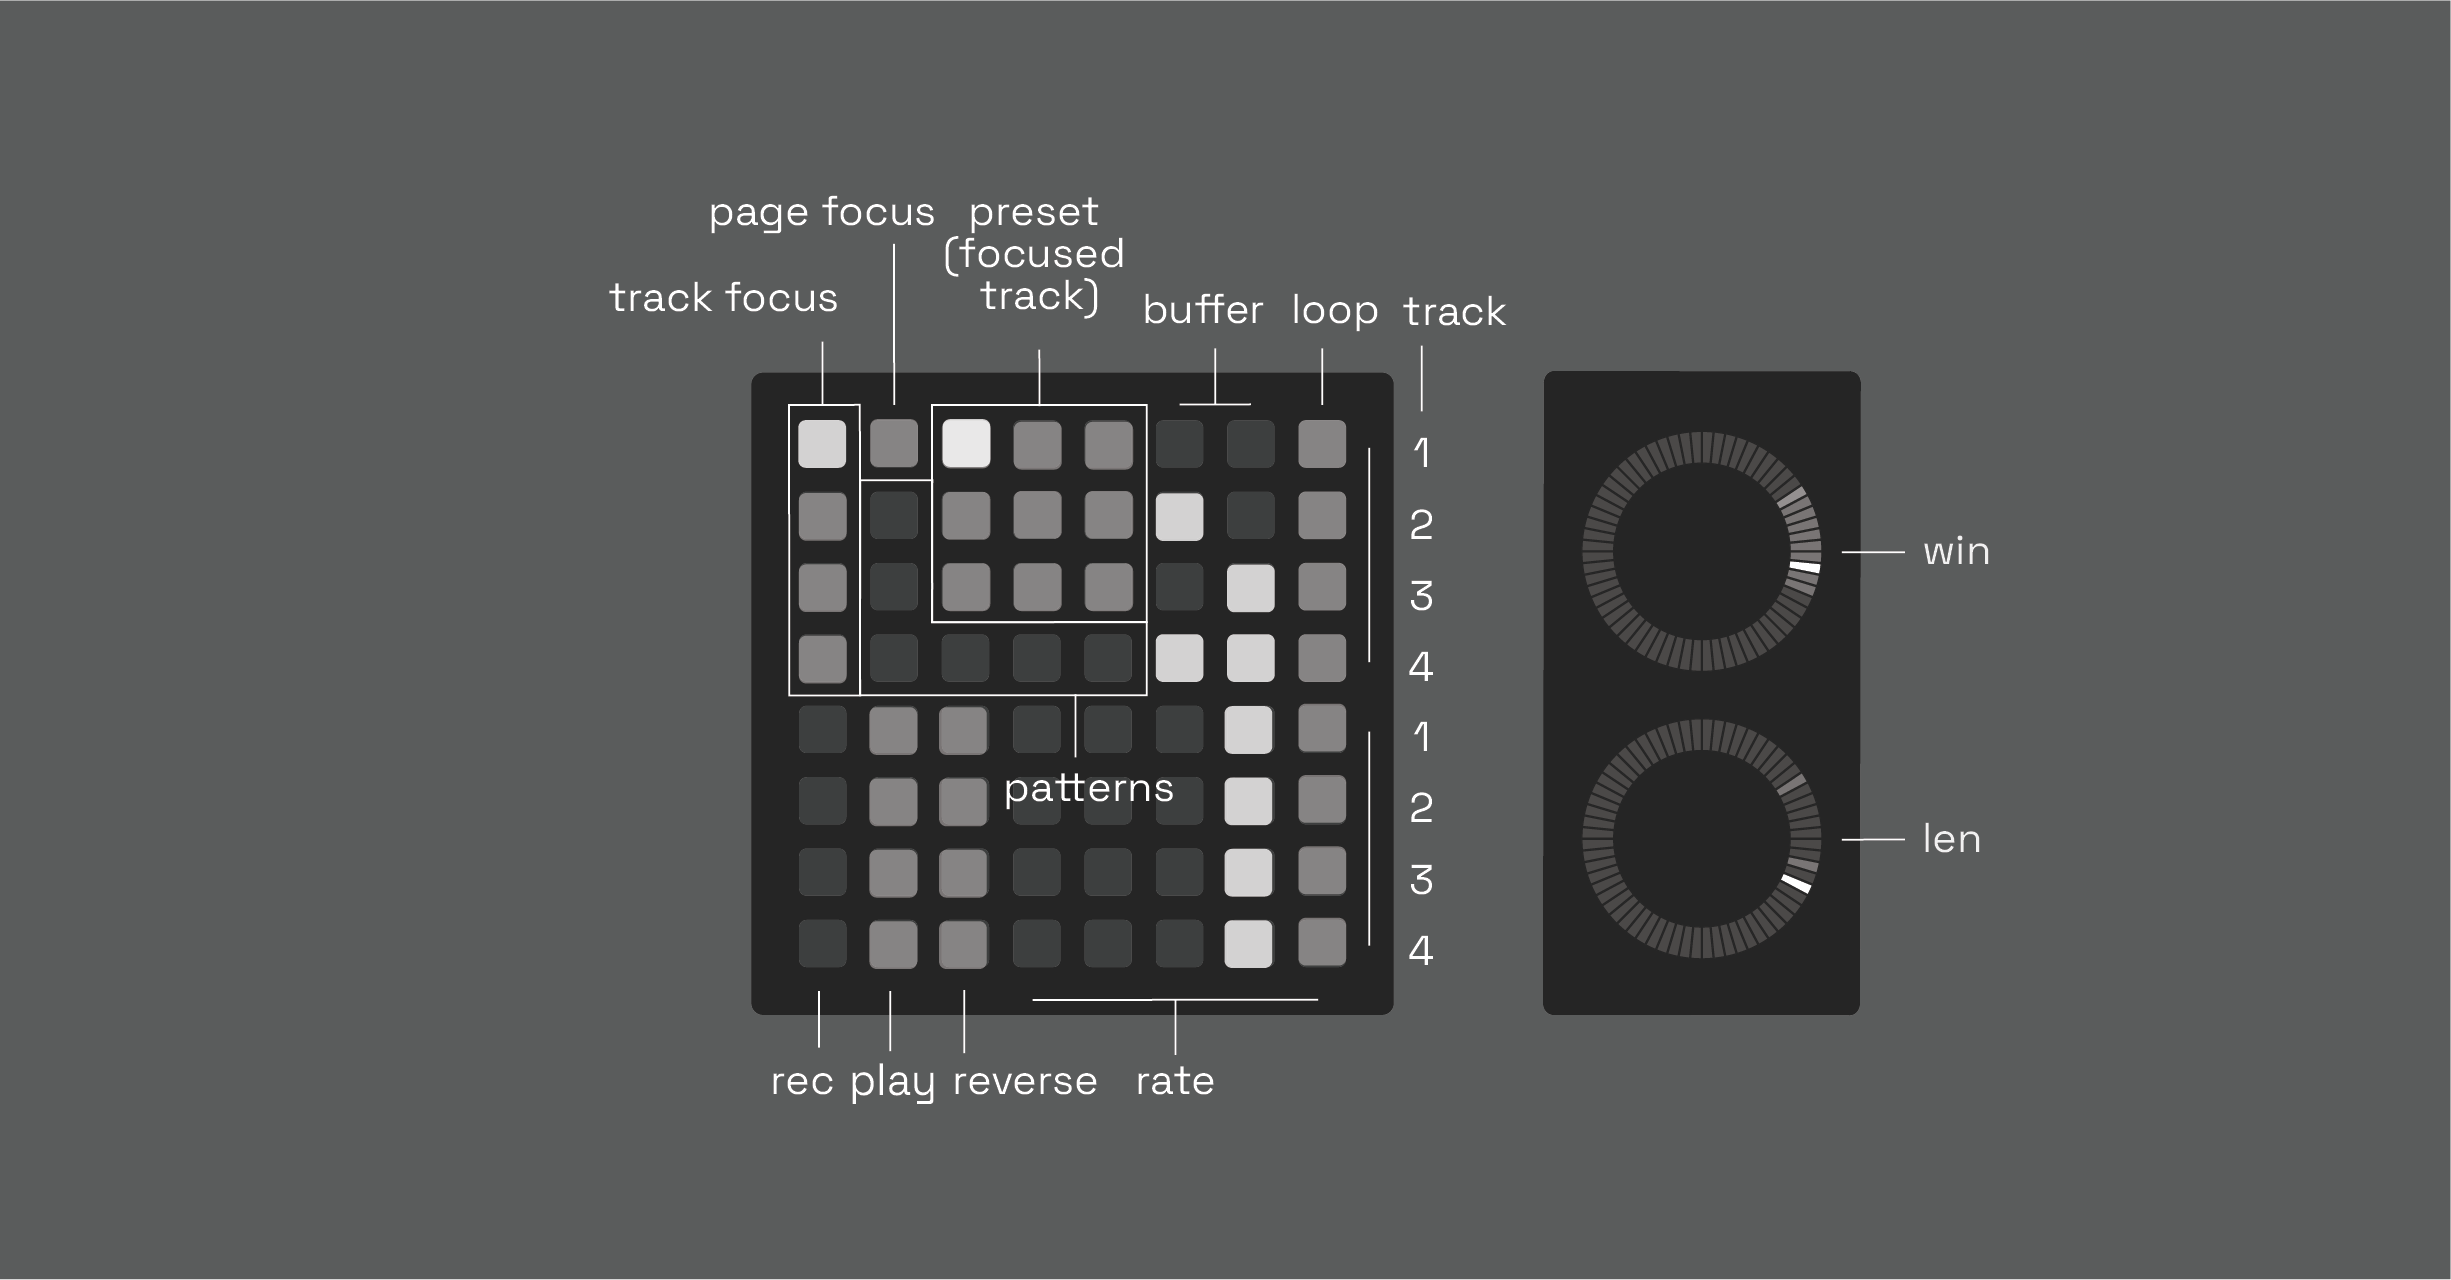 page focus
preset
(focused
track)
track focus
buffer
loop
track
1
2
3
4
1
2
3
4
patterns
rec
play
reverse
rate
win
len